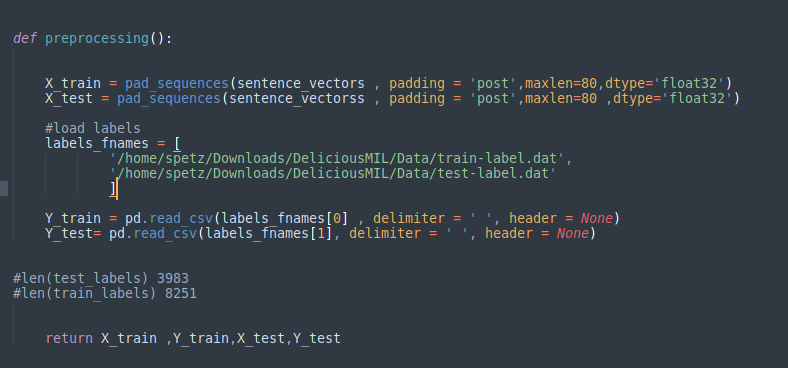 def preprocessing():
X_train = pad_sequences(sentence_vectors , padding = 'post',maxlen=80,dtype='float32')
X_test = pad_sequences(sentence_vectorss , padding = 'post',maxlen=80 ,dtype='float32')
#load labels
labels_fnames = [
'/home/spetz/Downloads/DeliciousMIL/Data/train-label.dat',
'/home/spetz/Downloads/DeliciousMIL/Data/test-label.dat'
]
Y_train = pd.read_csv(labels_fnames[0] , delimiter = ' ', header = None)
Y_test= pd.read_csv(labels_fnames[1], delimiter = ' ', header = None)
#len(test_labels) 3983
#len(train_labels) 8251
return X_train ,Y_train,X_test,Y_test